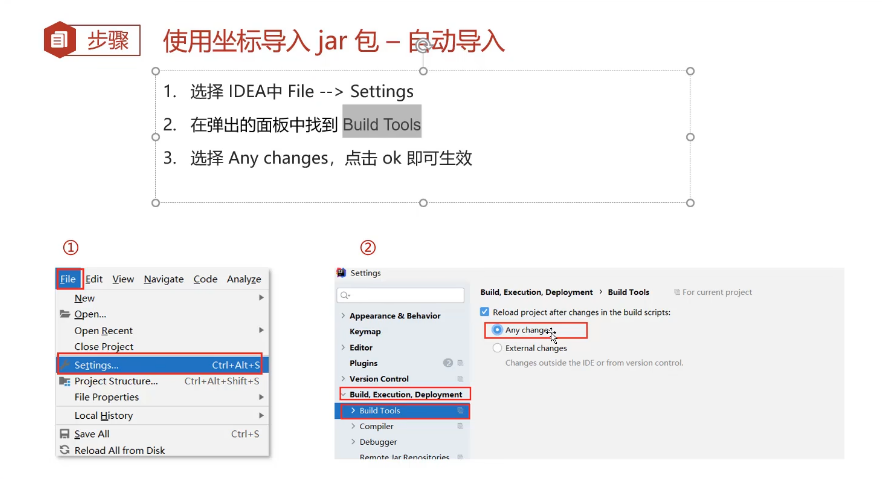 步骤
使用坐标导入 jar 包 – 自动导入
1. 选择 IDEA中 File --> Settings
2. 在弹出的面板中找到 Build Tools
3. 选择 Any changes，点击 ok 即可生效
①
File Edit View Navigate Code Analyze
New
Open...
Open Recent
Close Project
Settings... Ctrl+Alt+S
Project Structure... Ctrl+Alt+Shift+S
File Properties
Local History
Save All Ctrl+S
Reload All from Disk
②
Settings
Appearance & Behavior
Keymap
Editor
Plugins 2
Version Control
Build, Execution, Deployment
Build Tools
Compiler
Debugger
Remote Jar Repositories
Build, Execution, Deployment › Build Tools For current project
Reload project after changes in the build scripts:
Any changes
External changes
Changes outside the IDE or from version control.